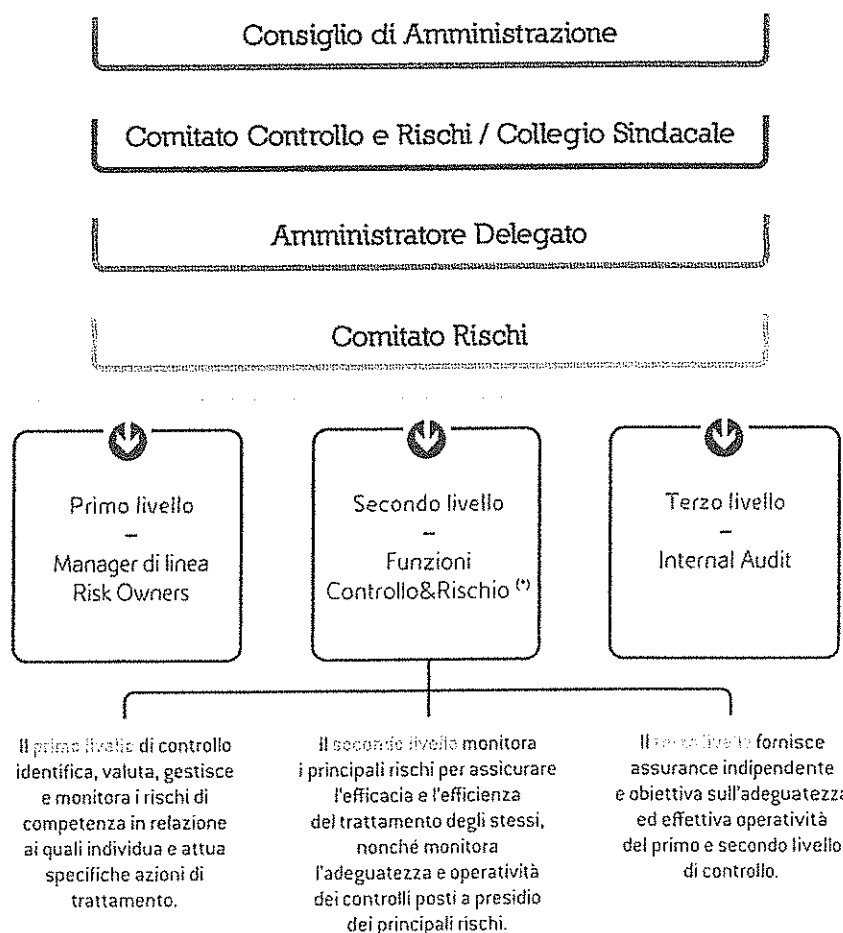 Consiglio di Amministrazione
Comitato Controllo e Rischi / Collegio Sindacale
Amministratore Delegato
Comitato Rischi
Primo livello
–
Manager di linea
Risk Owners
Secondo livello
–
Funzioni
Controllo&Rischio (*)
Terzo livello
–
Internal Audit
Il primo livello di controllo
identifica, valuta, gestisce
e monitora i rischi di
competenza in relazione
ai quali individua e attua
specifiche azioni di
trattamento.
Il secondo livello monitora
i principali rischi per assicurare
l'efficacia e l'efficienza
del trattamento degli stessi,
nonché monitora
l'adeguatezza e operatività
dei controlli posti a presidio
dei principali rischi.
Il terzo livello fornisce
assurance indipendente
e obiettiva sull'adeguatezza
ed effettiva operatività
del primo e secondo livello
di controllo.